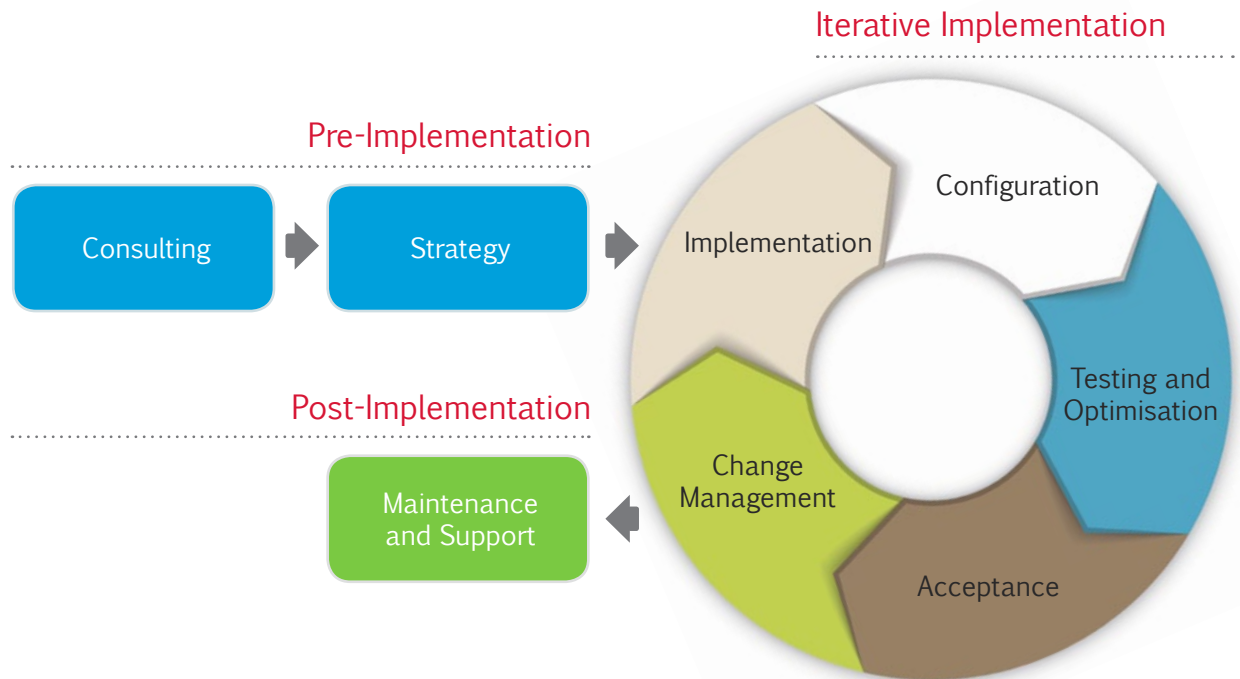 Iterative Implementation
Pre-Implementation
Consulting
Strategy
Implementation
Configuration
Testing and
Optimisation
Acceptance
Change
Management
Post-Implementation
Maintenance
and Support